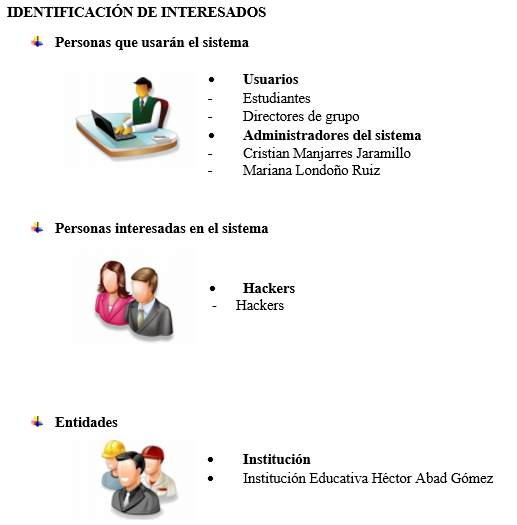 IDENTIFICACIÓN DE INTERESADOS
Personas que usarán el sistema
• Usuarios
- Estudiantes
- Directores de grupo
• Administradores del sistema
- Cristian Manjarres Jaramillo
- Mariana Londoño Ruiz
Personas interesadas en el sistema
• Hackers
- Hackers
Entidades
• Institución
• Institución Educativa Héctor Abad Gómez